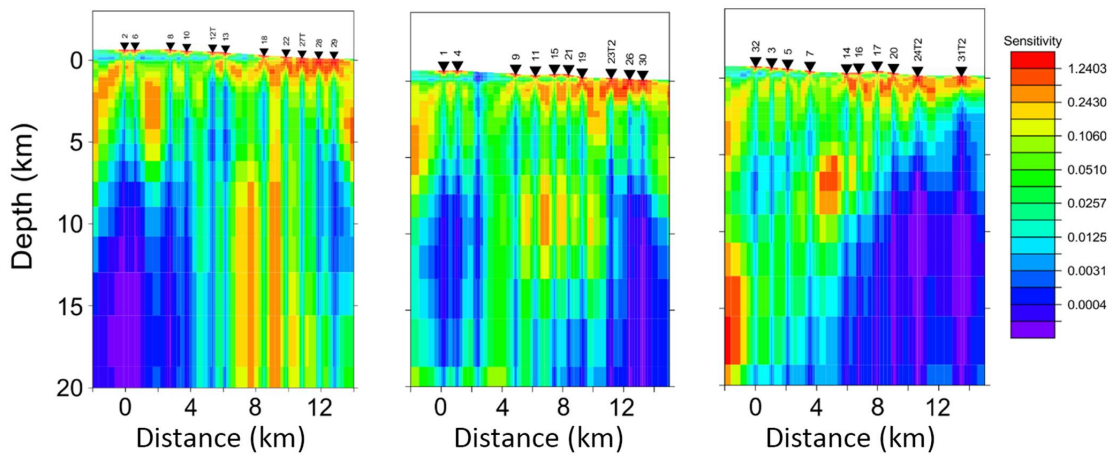 2 6 8 10 12T 13 18 22 27T 28 29
1 4 9 11 15 21 19 23T2 26 30
32 3 5 7 14 16 17 20 24T2 31T2
Sensitivity
1.2403
0.2430
0.1060
0.0510
0.0257
0.0125
0.0031
0.0004
Depth (km)
0
5
10
15
20
0 4 8 12
0 4 8 12
0 4 8 12
Distance (km)
Distance (km)
Distance (km)